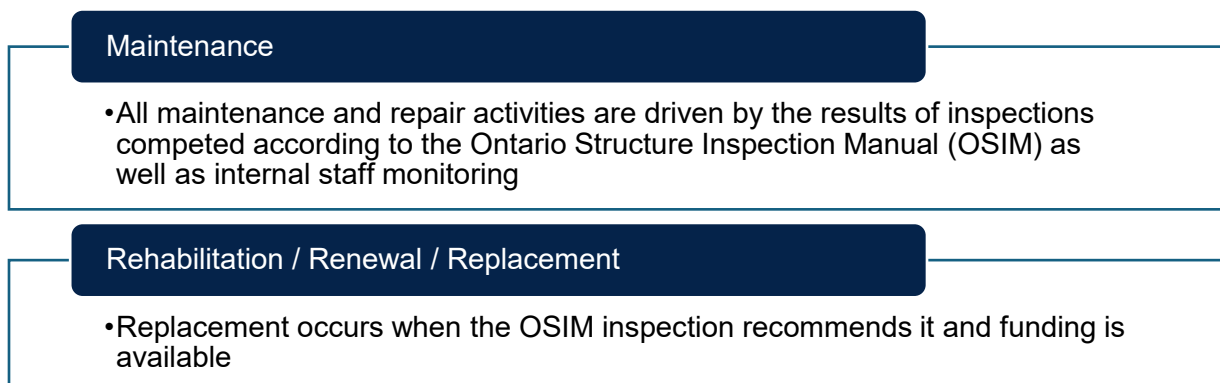 Maintenance
•All maintenance and repair activities are driven by the results of inspections
competed according to the Ontario Structure Inspection Manual (OSIM) as
well as internal staff monitoring
Rehabilitation / Renewal / Replacement
•Replacement occurs when the OSIM inspection recommends it and funding is
available